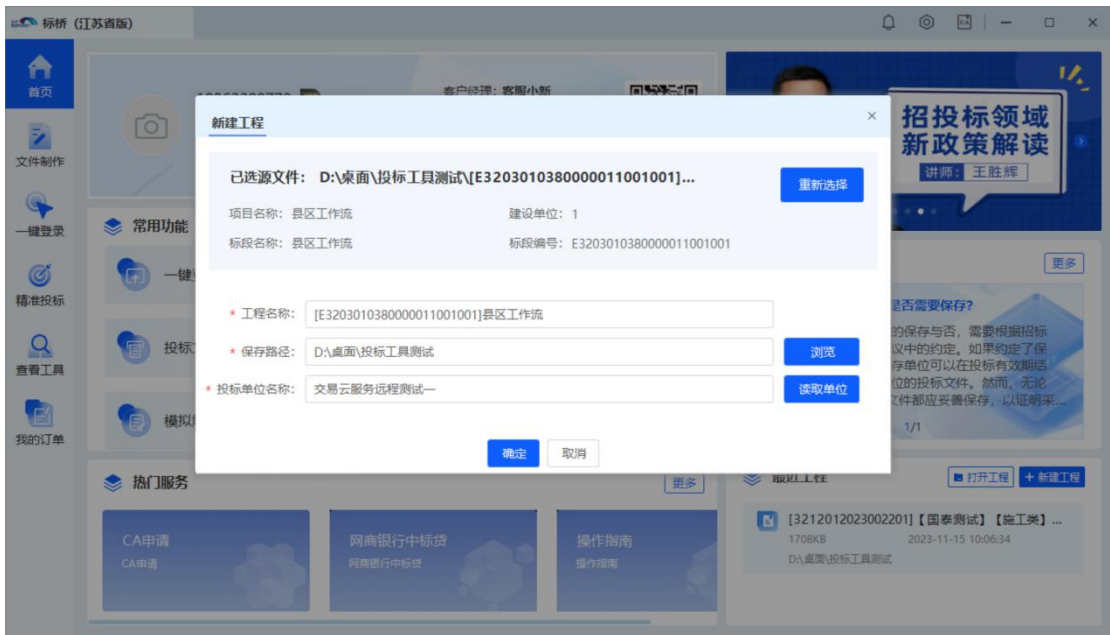 标桥（江苏省版）
首页
文件制作
一键登录
精准投标
查看工具
我的订单
客户经理：客服小新
招投标领域
新政策解读
讲师： 王胜辉
新建工程
已选源文件： D:\桌面\投标工具测试\[E3203010380000011001001]...
重新选择
项目名称：县区工作流
建设单位：1
标段名称：县区工作流
标段编号：E3203010380000011001001
* 工程名称：
[E3203010380000011001001]县区工作流
* 保存路径：
D:\桌面\投标工具测试
浏览
* 投标单位名称：
交易云服务远程测试一
读取单位
确定
取消
常用功能
一键
投标
模拟
更多
是否需要保存?
的保存与否，需要根据招标
议中的约定。如果约定了保
存单位可以在投标有效期结
位的投标文件。然而，无论
文件都应妥善保存，以证明采...
1/1
热门服务
更多
CA申请
CA申请
网商银行中标贷
网商银行中标贷
操作指南
操作指南
最近工程
打开工程
+ 新建工程
[3212012023002201]【国泰测试】【施工类】...
1708KB
2023-11-15 10:06:34
D:\桌面\投标工具测试